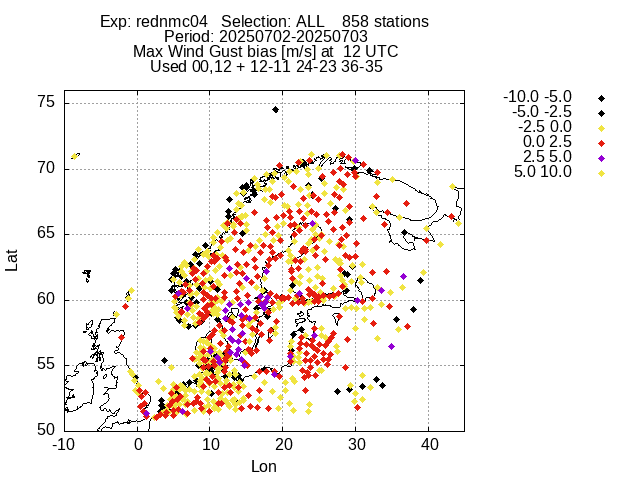 Exp: rednmc04 Selection: ALL 858 stations
Period: 20250702-20250703
Max Wind Gust bias [m/s] at 12 UTC
Used 00,12 + 12-11 24-23 36-35
-10.0 -5.0
-5.0 -2.5
-2.5 0.0
0.0 2.5
2.5 5.0
5.0 10.0
75
70
65
60
55
50
Lat
-10 0 10 20 30 40
Lon